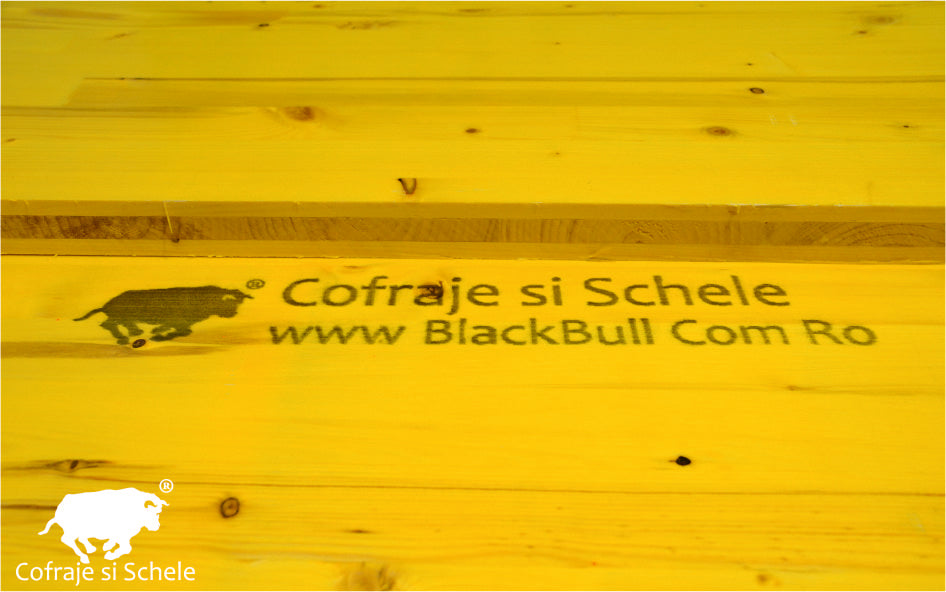 ® Cofraje si Schele
www BlackBull Com Ro
®
Cofraje si Schele